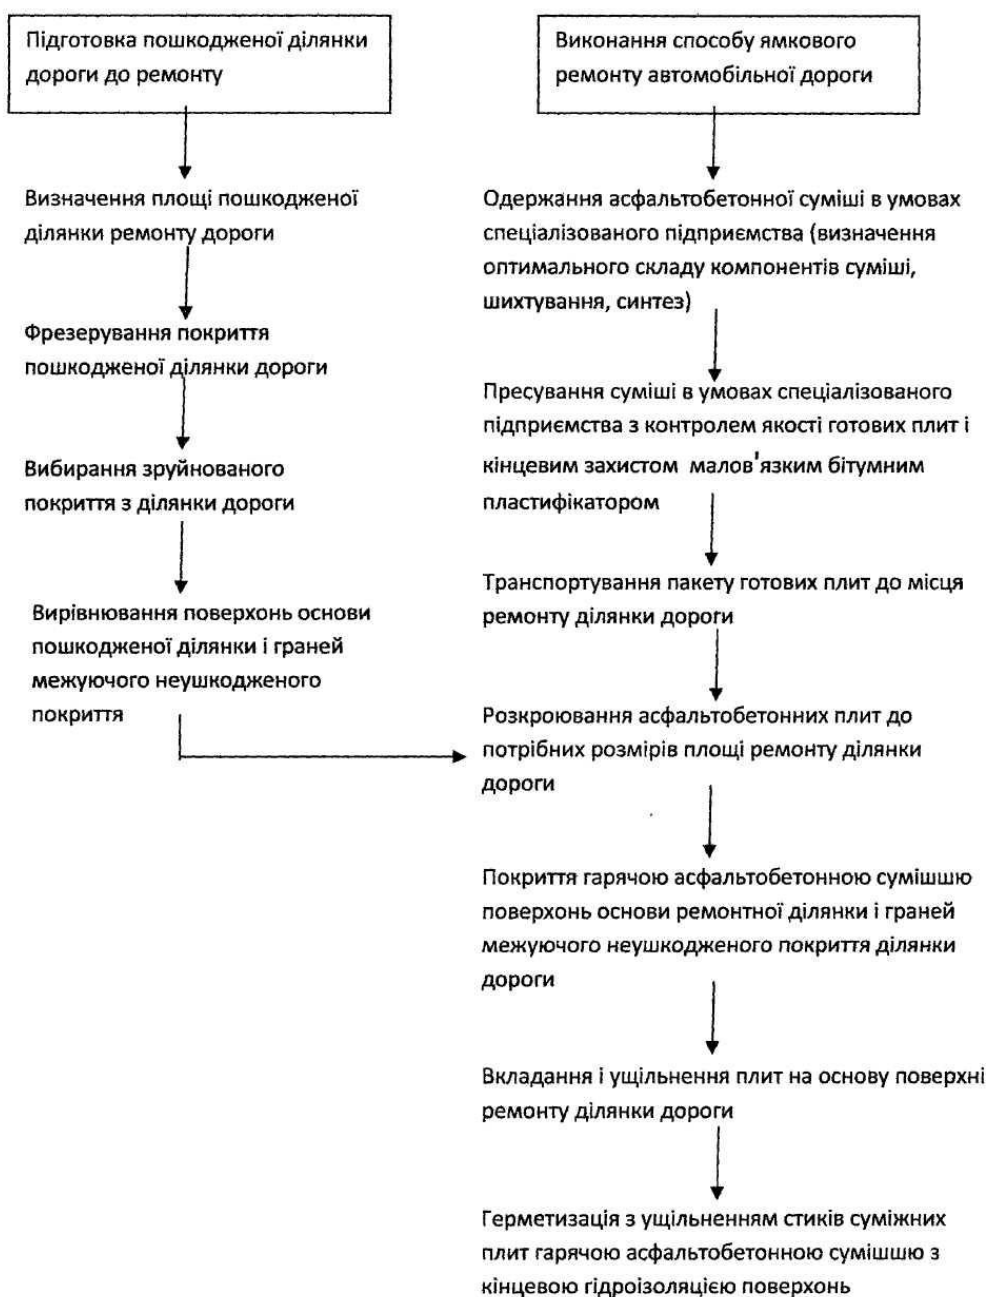 Підготовка пошкодженої ділянки
дороги до ремонту
Визначення площі пошкодженої
ділянки ремонту дороги
Фрезерування покриття
пошкодженої ділянки дороги
Вибирання зруйнованого
покриття з ділянки дороги
Вирівнювання поверхонь основи
пошкодженої ділянки і граней
межуючого неушкодженого
покриття
Виконання способу ямкового
ремонту автомобільної дороги
Одержання асфальтобетонної суміші в умовах
спеціалізованого підприємства (визначення
оптимального складу компонентів суміші,
шихтування, синтез)
Пресування суміші в умовах спеціалізованого
підприємства з контролем якості готових плит і
кінцевим захистом малов'язким бітумним
пластифікатором
Транспортування пакету готових плит до місця
ремонту ділянки дороги
Розкроювання асфальтобетонних плит до
потрібних розмірів площі ремонту ділянки
дороги
Покриття гарячою асфальтобетонною сумішшю
поверхонь основи ремонтної ділянки і граней
межуючого неушкодженого покриття ділянки
дороги
Вкладання і ущільнення плит на основу поверхні
ремонту ділянки дороги
Герметизація з ущільненням стиків суміжних
плит гарячою асфальтобетонною сумішшю з
кінцевою гідроізоляцією поверхонь